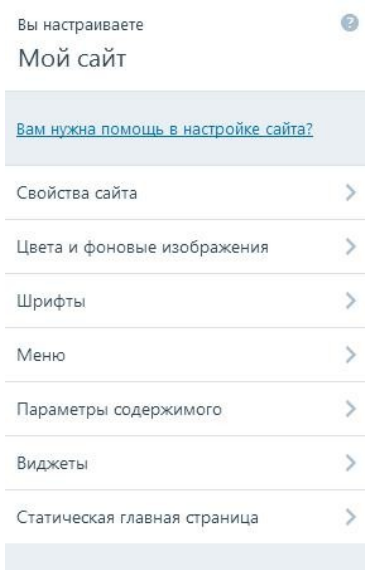 Вы настраиваете
Мой сайт
Вам нужна помощь в настройке сайта?
Свойства сайта
Цвета и фоновые изображения
Шрифты
Меню
Параметры содержимого
Виджеты
Статическая главная страница